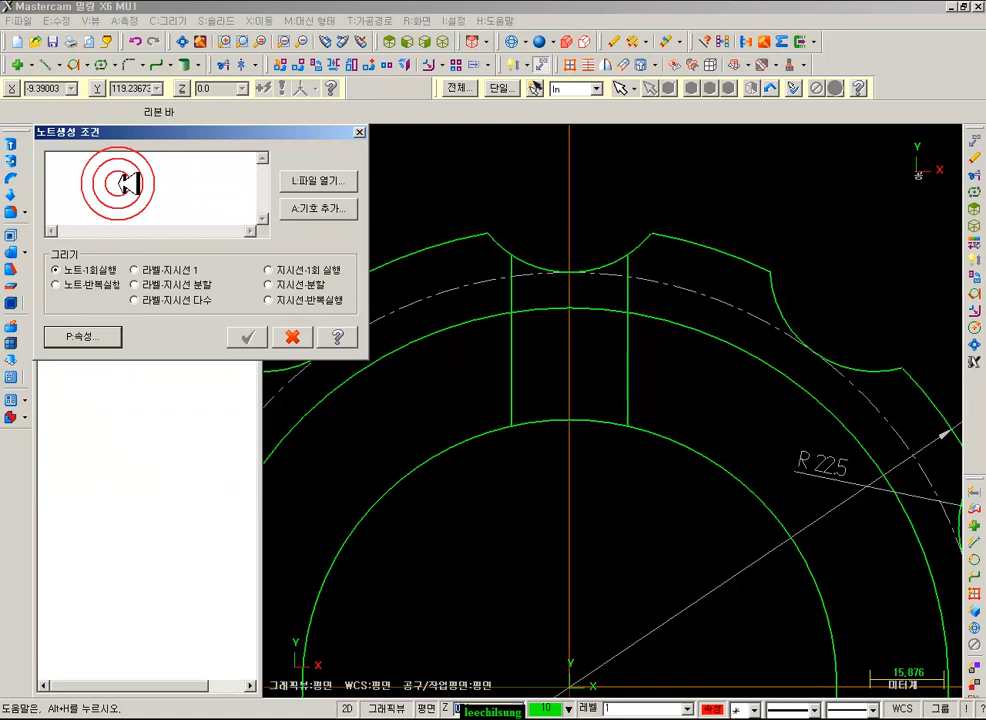 Mastercam 밀링 X6 MU1
F:파일 E:수정 V:뷰 A:측정 C:그리기 S:솔리드 X:이동 M:머신 형태 T:가공경로 R:화면 I:설정 H:도움말
X -9.39003 Y 119.2367 Z 0.0 전체... 단일... In
리본 바
노트생성 조건
L:파일 열기...
A:기호 추가...
그리기
노트-1회실행 라벨-지시선 1 지시선-1회 실행
노트-반복실행 라벨-지시선 분할 지시선-분할
라벨-지시선 다수 지시선-반복실행
P:속성...
Y
X
공
R 22.5
Y
X
Y
X
그래픽뷰:평면 WCS:평면 공구/작업평면:평면
15,876
미터계
도움말은, Alt+H를 누르시오. 2D 그래픽뷰 평면 Z 10 레벨 1 속성 WCS 그룹
leechilsung